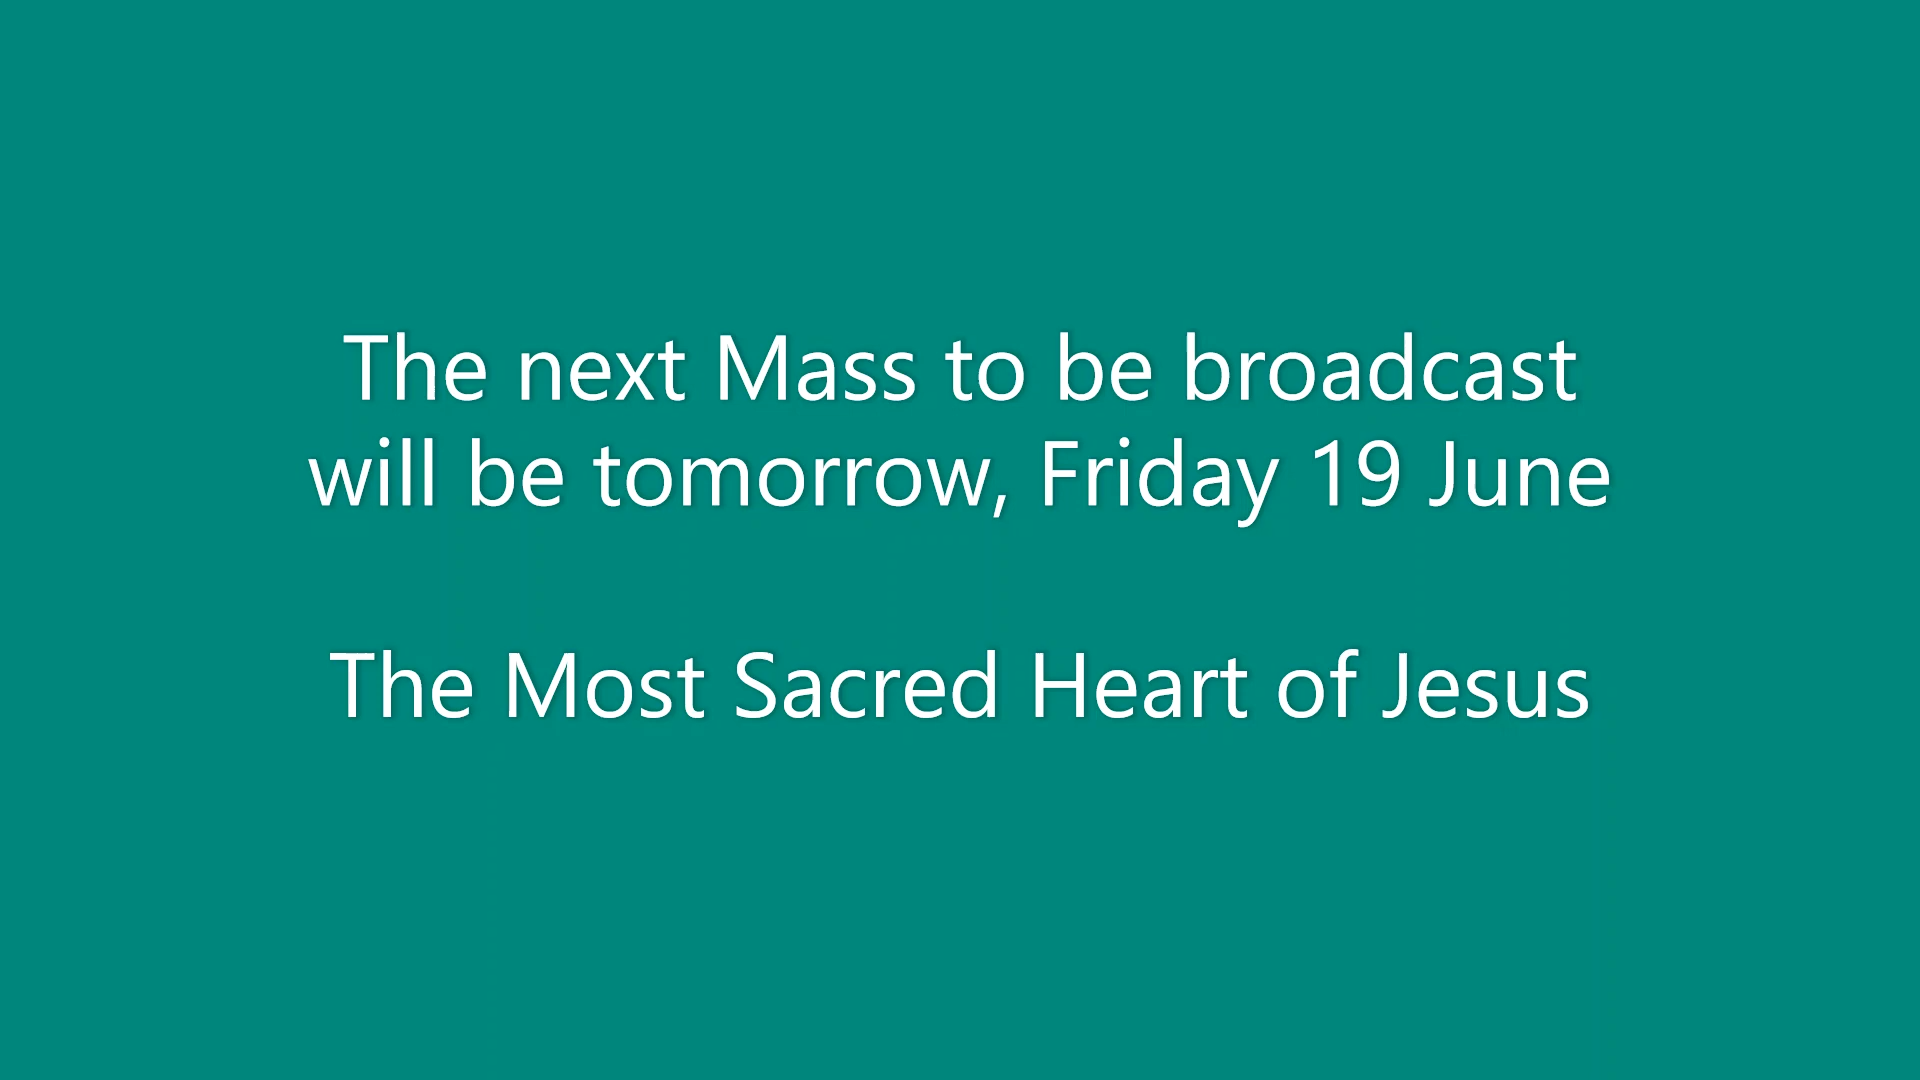 The next Mass to be broadcast
will be tomorrow, Friday 19 June
The Most Sacred Heart of Jesus